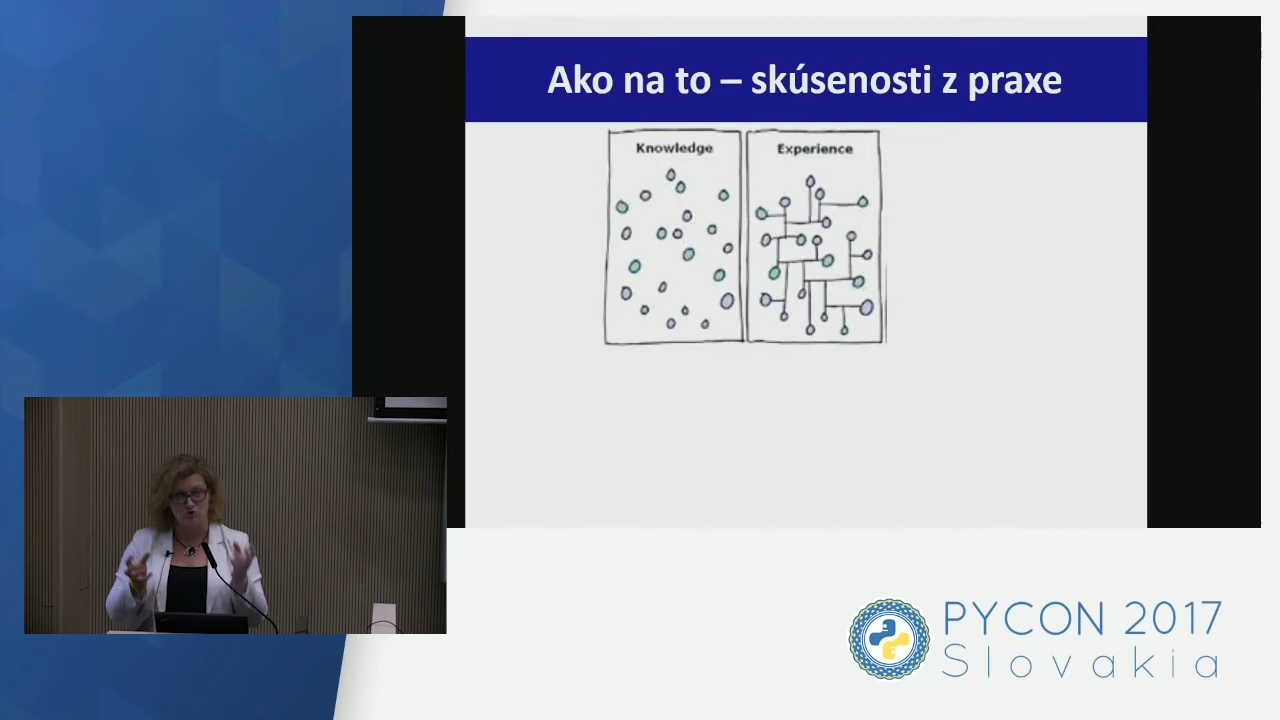 Ako na to – skúsenosti z praxe
Knowledge
Experience
PYCON 2017
Slovakia